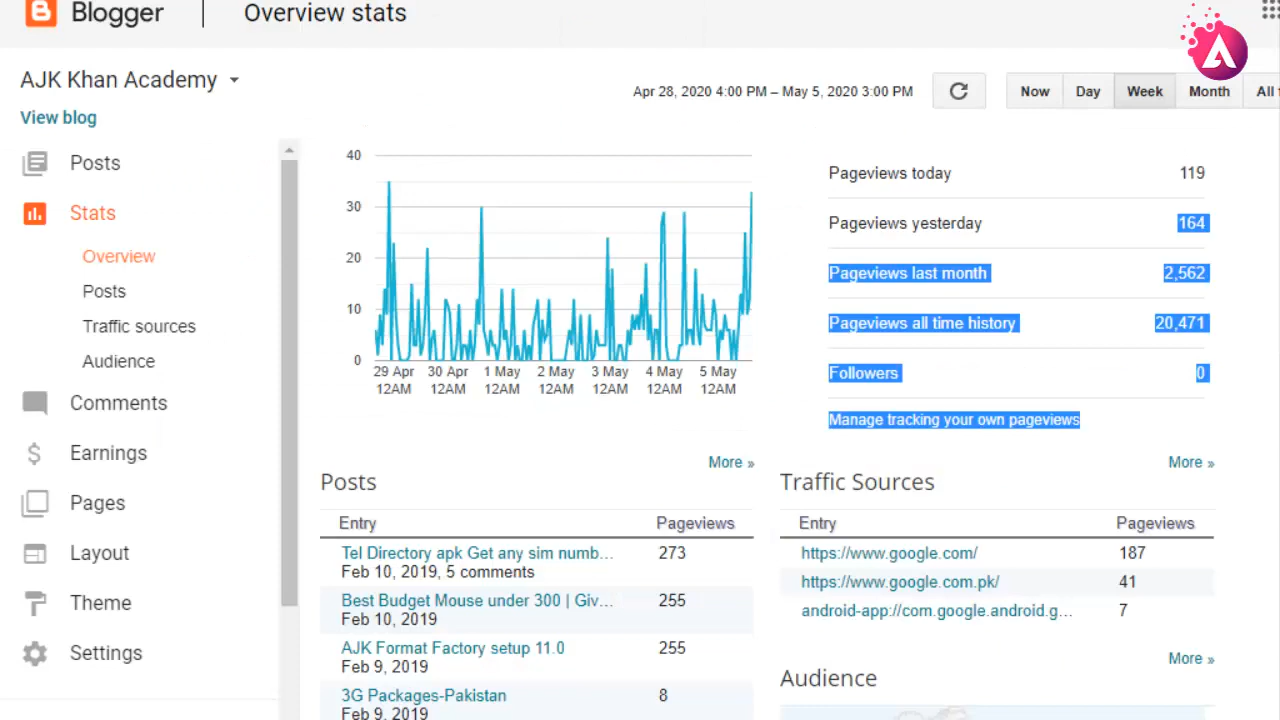 Blogger
Overview stats
AJK Khan Academy
View blog
Apr 28, 2020 4:00 PM – May 5, 2020 3:00 PM
Now
Day
Week
Month
All
Posts
Stats
Overview
Posts
Traffic sources
Audience
Comments
Earnings
Pages
Layout
Theme
Settings
40
30
20
10
0
29 Apr 30 Apr 1 May 2 May 3 May 4 May 5 May
12AM 12AM 12AM 12AM 12AM 12AM 12AM
Pageviews today 119
Pageviews yesterday 164
Pageviews last month 2,562
Pageviews all time history 20,471
Followers 0
Manage tracking your own pageviews
More »
Posts
Entry Pageviews
Tel Directory apk Get any sim numb... 273
Feb 10, 2019, 5 comments
Best Budget Mouse under 300 | Giv... 255
Feb 10, 2019
AJK Format Factory setup 11.0 255
Feb 9, 2019
3G Packages-Pakistan 8
Feb 9, 2019
More »
Traffic Sources
Entry Pageviews
https://www.google.com/ 187
https://www.google.com.pk/ 41
android-app://com.google.android.g... 7
More »
Audience